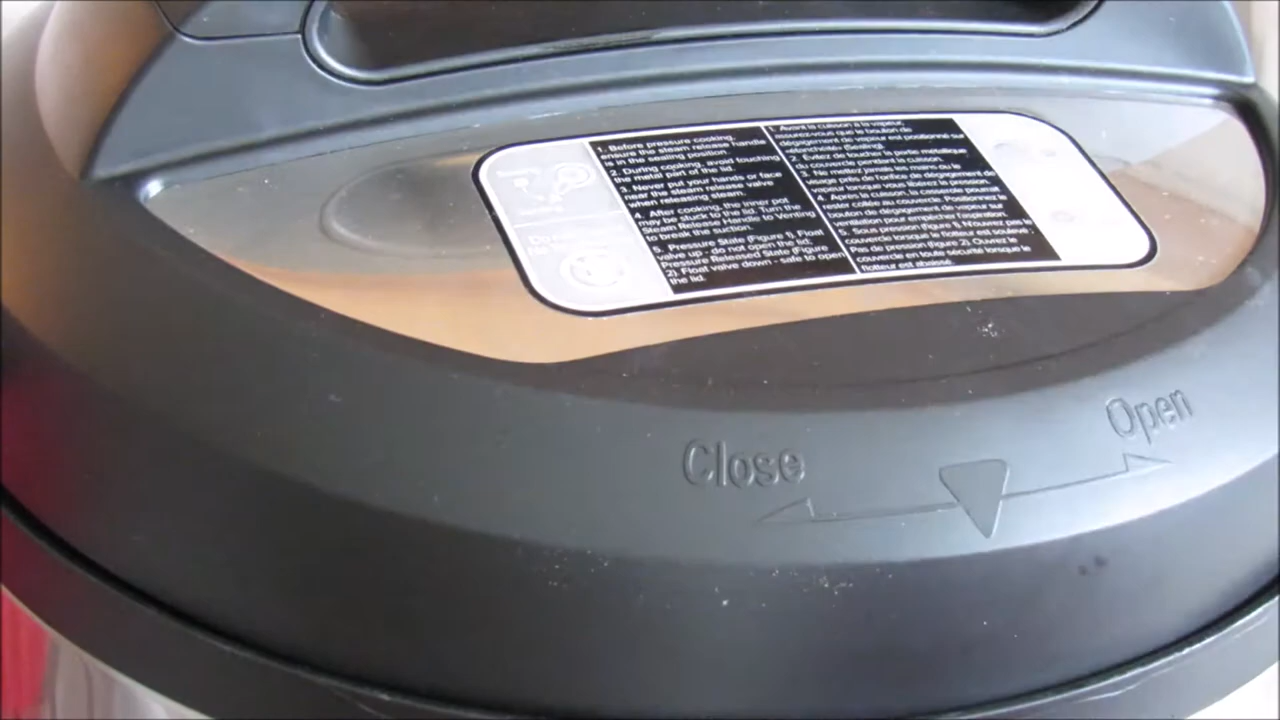 1. Before pressure cooking,
ensure the steam release handle
is in the sealing position
2. During cooking, avoid touching
the metal part of the lid.
3. Never put your hands or face
near the steam release valve
when releasing steam.
4. After cooking, the inner pot
may be stuck to the lid. Turn the
Steam Release Handle to Venting
to break the suction.
5. Pressure State (Figure 1). Float
valve up - do not open the lid.
Pressure Released State (Figure
2). Float valve down - safe to open
the lid.
1. Avant la cuisson à la vapeur,
assurez-vous que le bouton de
dégagement de vapeur est positionné sur
2. Évitez de toucher la partie métallique
du couvercle pendant la cuisson.
3. Ne mettez jamais les mains ou le
vapeur lorsque vous libérez la pression.
4. Après la cuisson, la casserole pourrait
être collée au couvercle. Positionnez le
bouton de dégagement de vapeur sur
ventilation pour empêcher l'aspiration.
5. Sous pression (figure 1) N'ouvrez pas le
couvercle lorsque le flotteur est soulevé.
Pas de pression (figure 2). Ouvrez le
couvercle en toute sécurité lorsque le
flotteur est abaissé.
Close
Open